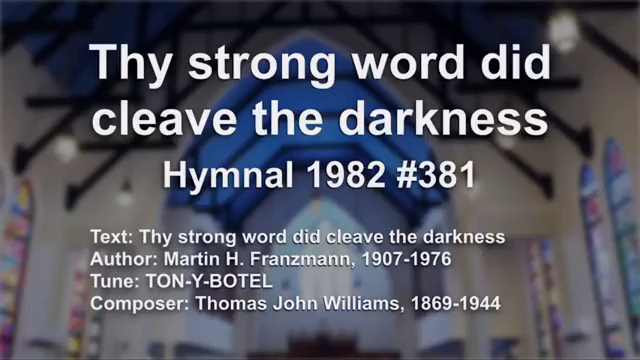 Thy strong word did
cleave the darkness
Hymnal 1982 #381
Text: Thy strong word did cleave the darkness
Author: Martin H. Franzmann, 1907-1976
Tune: TON-Y-BOTEL
Composer: Thomas John Williams, 1869-1944